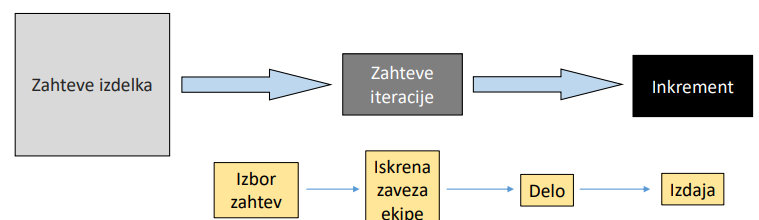 Zahteve izdelka
Zahteve
iteracije
Inkrement
Izbor
zahtev
Iskrena
zaveza
ekipe
Delo
Izdaja